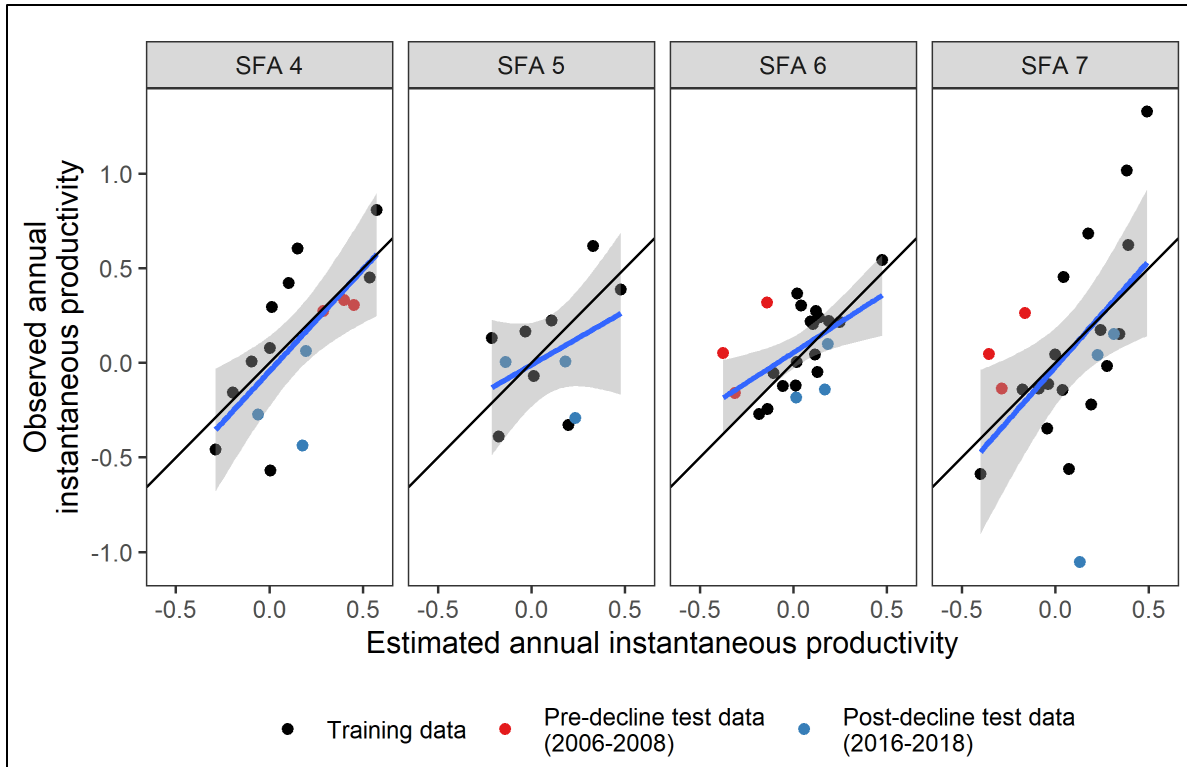 SFA 4
SFA 5
SFA 6
SFA 7
Observed annual
instantaneous productivity
1.0
0.5
0.0
-0.5
-1.0
-0.5 0.0 0.5
-0.5 0.0 0.5
-0.5 0.0 0.5
-0.5 0.0 0.5
Estimated annual instantaneous productivity
Training data
Pre-decline test data
(2006-2008)
Post-decline test data
(2016-2018)